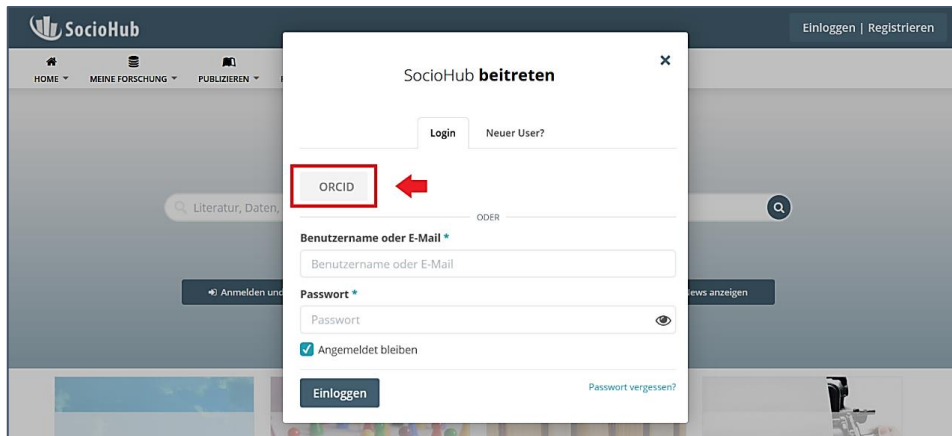 SocioHub
Einloggen | Registrieren
HOME MEINE FORSCHUNG PUBLIZIEREN
SocioHub beitreten
Login Neuer User?
ORCID
Literatur, Daten,
ODER
Benutzername oder E-Mail *
Benutzername oder E-Mail
Anmelden und
News anzeigen
Passwort *
Passwort
Angemeldet bleiben
Einloggen
Passwort vergessen?